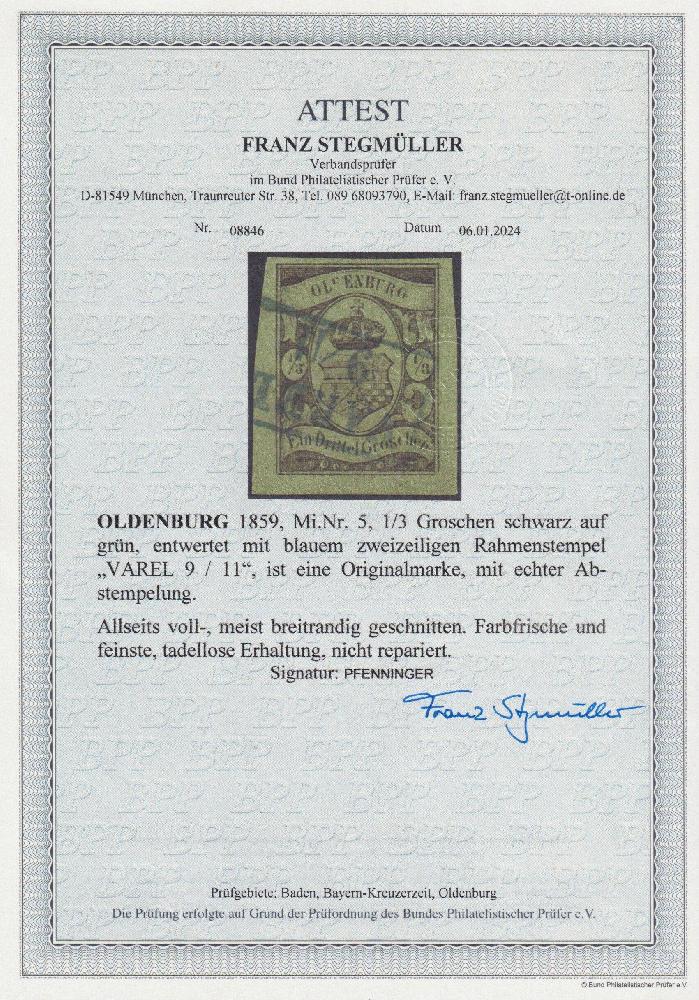 ATTEST
FRANZ STEGMÜLLER
Verbandsprüfer
im Bund Philatelistischer Prüfer e. V.
D-81549 München, Traunreuter Str. 38, Tel. 089 68093790, E-Mail: franz.stegmueller@t-online.de
Nr. 08846 Datum 06.01.2024
OLDENBURG
1/3 1/3
Ein Drittel Groschen
OLDENBURG 1859, Mi.Nr. 5, 1/3 Groschen schwarz auf
grün, entwertet mit blauem zweizeiligen Rahmenstempel
„VAREL 9 / 11“, ist eine Originalmarke, mit echter Ab-
stempelung.
Allseits voll-, meist breitrandig geschnitten. Farbfrische und
feinste, tadellose Erhaltung, nicht repariert.
Signatur: PFENNINGER
Franz Stegmüller
Prüfgebiete: Baden, Bayern-Kreuzerzeit, Oldenburg
Die Prüfung erfolgte auf Grund der Prüfordnung des Bundes Philatelistischer Prüfer e.V.
© Bund Philatelistischer Prüfer e.V.